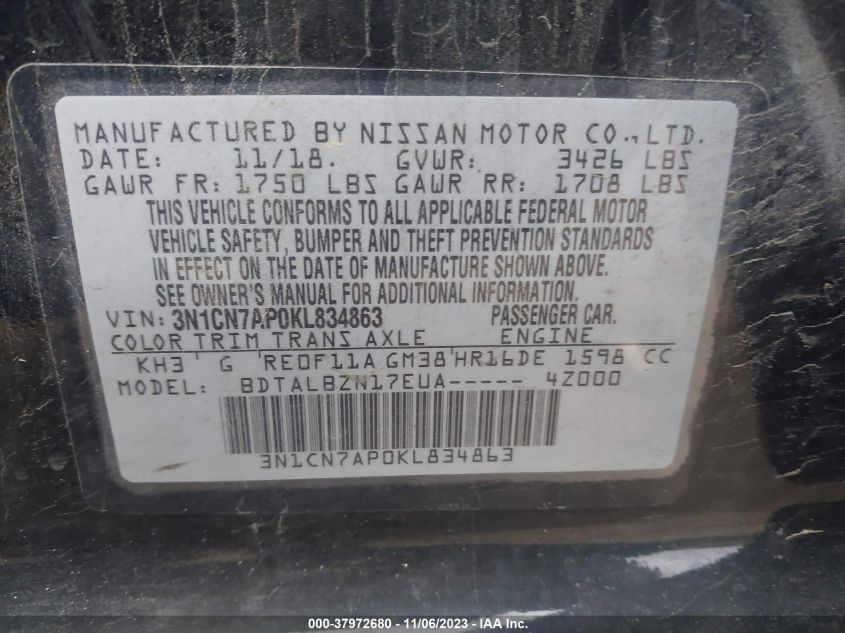 MANUFACTURED BY NISSAN MOTOR CO., LTD.
DATE: 11/18. GVWR: 3426 LBS
GAWR FR: 1750 LBS GAWR RR: 1708 LBS
THIS VEHICLE CONFORMS TO ALL APPLICABLE FEDERAL MOTOR
VEHICLE SAFETY, BUMPER AND THEFT PREVENTION STANDARDS
IN EFFECT ON THE DATE OF MANUFACTURE SHOWN ABOVE.
SEE OWNER'S MANUAL FOR ADDITIONAL INFORMATION.
VIN: 3N1CN7AP0KL834863 PASSENGER CAR.
COLOR TRIM TRANS AXLE ENGINE
KH3 G RE0F11A GM38 HR16DE 1598 CC
MODEL: BDTALBZN17EUA----- 4Z000
3N1CN7AP0KL834863
000-37972680 - 11/06/2023 - IAA Inc.